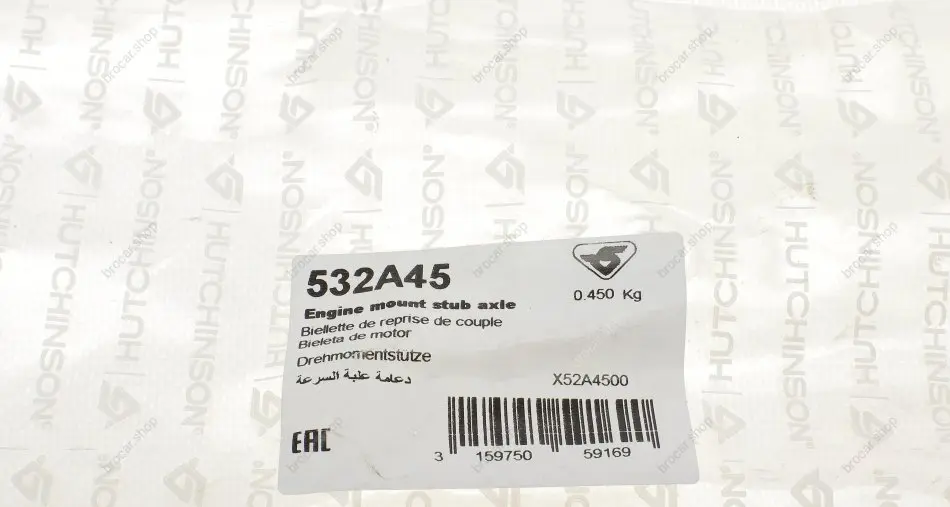 HUTCHINSON
532A45
Engine mount stub axle
Biellette de reprise de couple
Bieleta de motor
Drehmomentstutze
دعامة علبة السرعة
0.450 Kg
X52A4500
EAC
3 159750 59169
brocar.shop